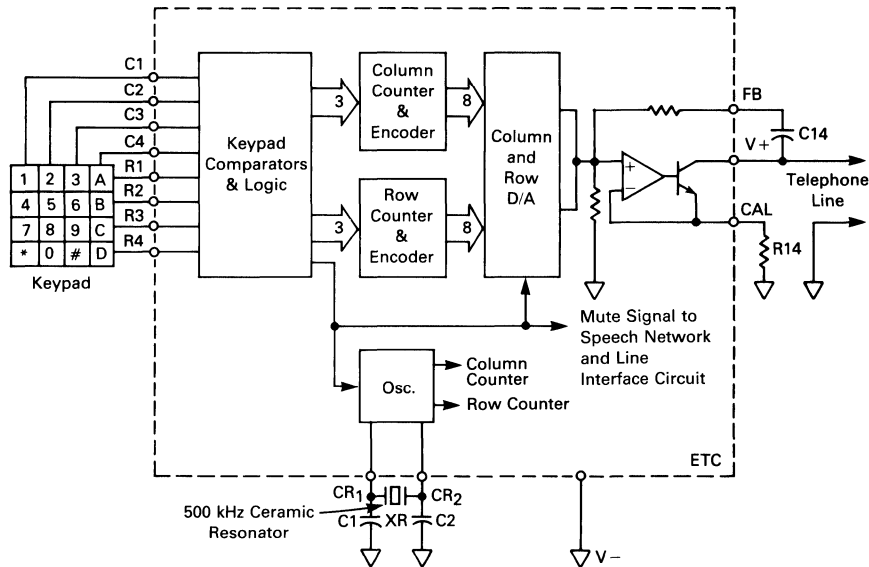 C1
C2
C3
C4
R1
R2
R3
R4
1 2 3 A
4 5 6 B
7 8 9 C
* 0 # D
Keypad
Keypad
Comparators
& Logic
3
Column
Counter
&
Encoder
8
3
Row
Counter
&
Encoder
8
Column
and
Row
D/A
+
−
FB
C14
V+
Telephone
Line
CAL
R14
Mute Signal to
Speech Network
and Line
Interface Circuit
Osc.
Column
Counter
Row Counter
ETC
CR1
CR2
500 kHz Ceramic
Resonator
C1
XR
C2
V−